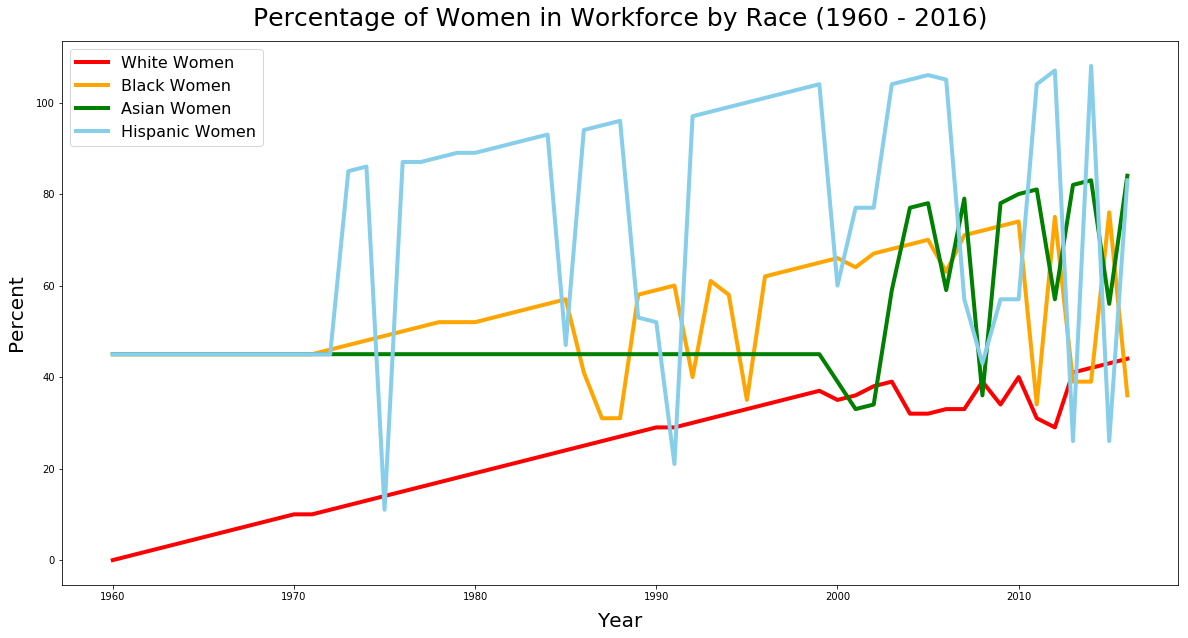 Percentage of Women in Workforce by Race (1960 - 2016)
White Women
Black Women
Asian Women
Hispanic Women
100
80
60
40
20
0
Percent
1960 1970 1980 1990 2000 2010
Year